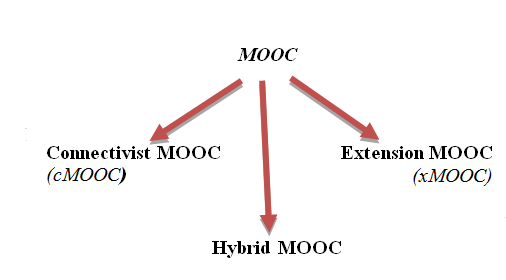 MOOC
Connectivist MOOC
(cMOOC)
Extension MOOC
(xMOOC)
Hybrid MOOC